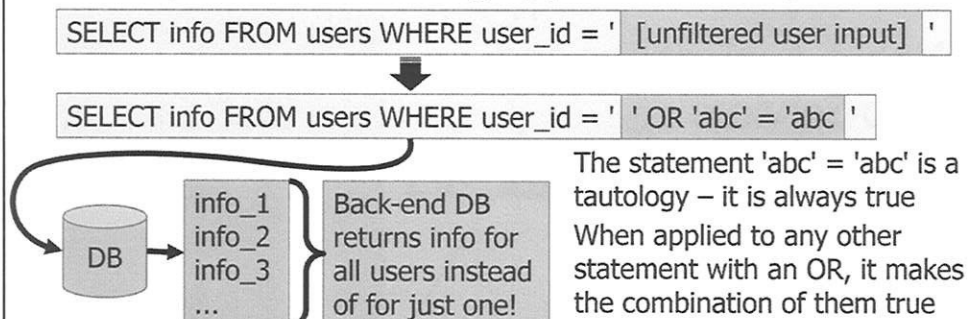 SELECT info FROM users WHERE user_id = ' [unfiltered user input] '
SELECT info FROM users WHERE user_id = ' ' OR 'abc' = 'abc '
DB
info_1
info_2
info_3
...
Back-end DB
returns info for
all users instead
of for just one!
The statement 'abc' = 'abc' is a
tautology – it is always true
When applied to any other
statement with an OR, it makes
the combination of them true